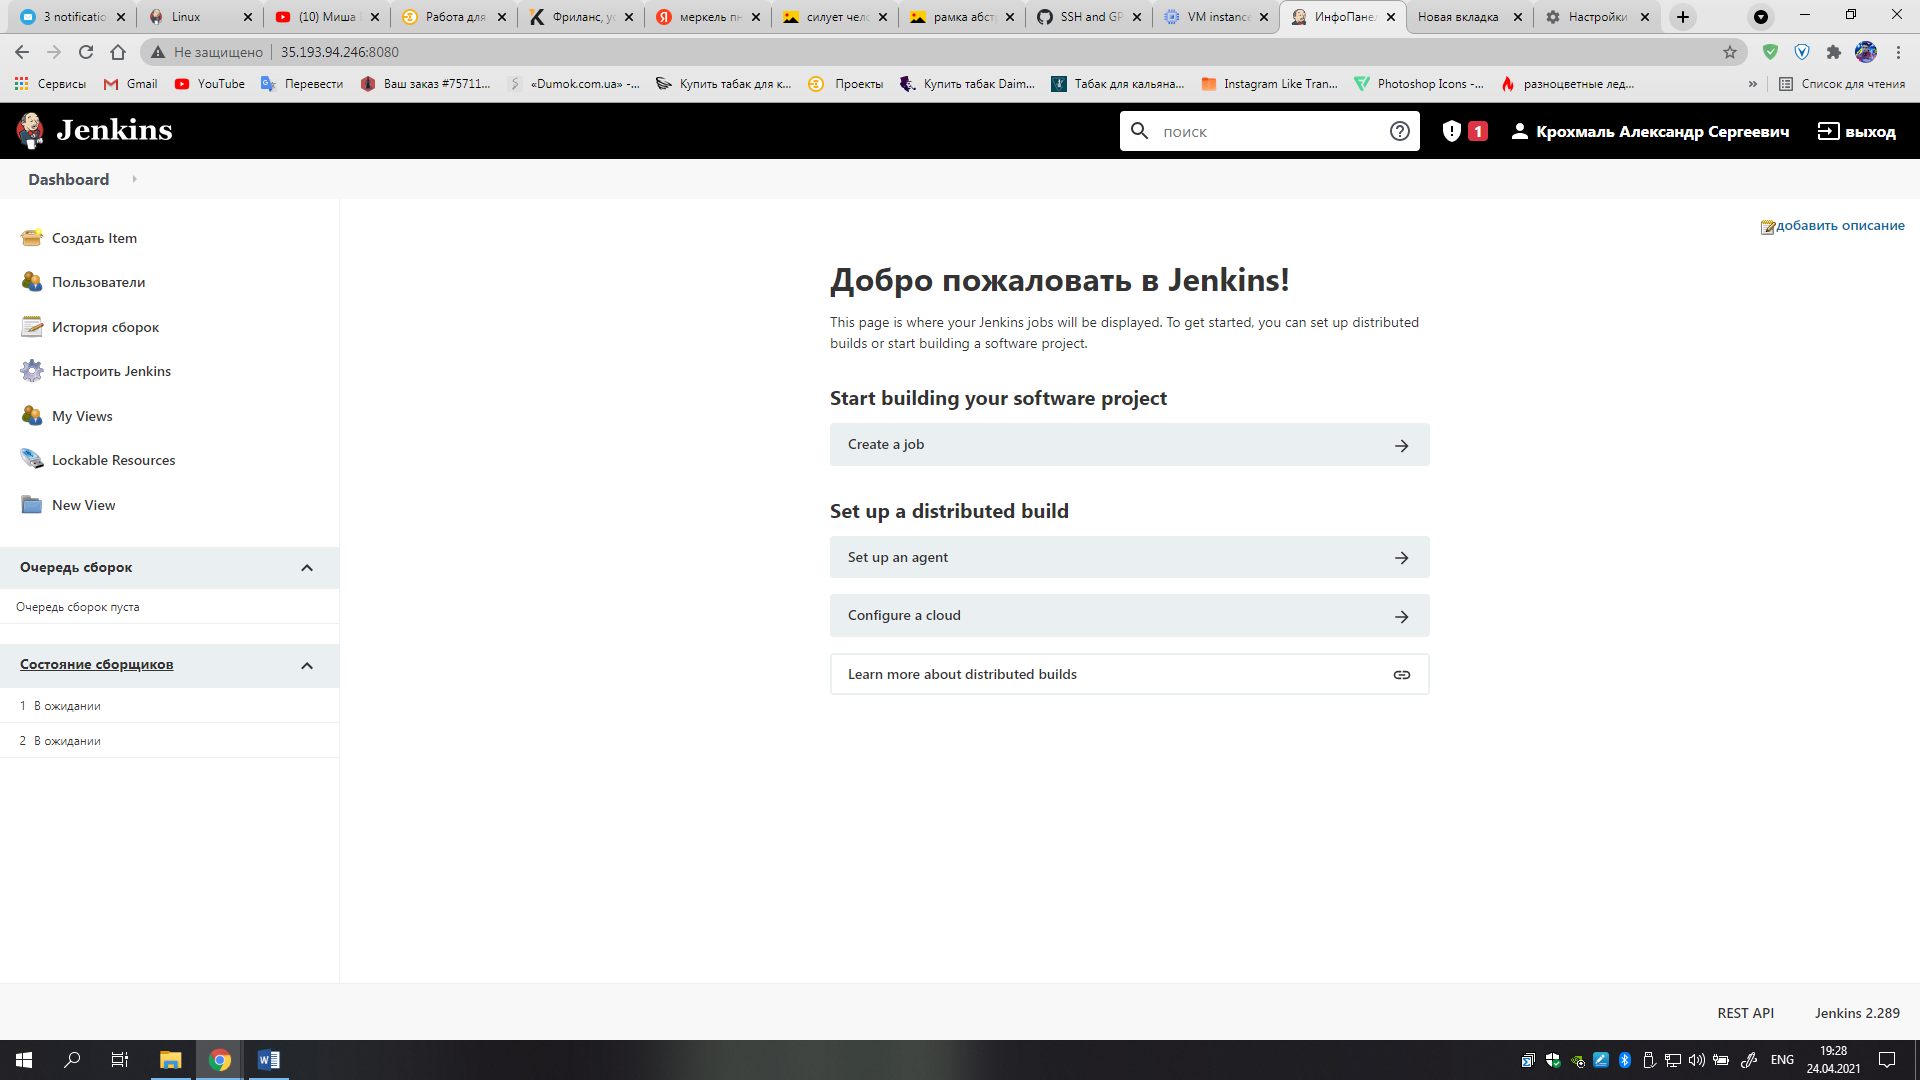 3 notificatio
Linux
(10) Миша
Работа для
Фриланс, ус
меркель пн
силует чело
рамка абст
SSH and GP
VM instance
ИнфоПанел
Новая вкладка
Настройки
Не защищено
35.193.94.246:8080
Сервисы
Gmail
YouTube
Перевести
Ваш заказ #75711...
«Dumok.com.ua» -...
Купить табак для к...
Проекты
Купить табак Daim...
Табак для кальяна...
Instagram Like Tran...
Photoshop Icons -...
разноцветные лед...
»
Список для чтения
Jenkins
поиск
1
Крохмаль Александр Сергеевич
выход
Dashboard
добавить описание
Создать Item
Пользователи
История сборок
Настроить Jenkins
My Views
Lockable Resources
New View
Очередь сборок
Очередь сборок пуста
Состояние сборщиков
1 В ожидании
2 В ожидании
Добро пожаловать в Jenkins!
This page is where your Jenkins jobs will be displayed. To get started, you can set up distributed
builds or start building a software project.
Start building your software project
Create a job
Set up a distributed build
Set up an agent
Configure a cloud
Learn more about distributed builds
REST API
Jenkins 2.289
ENG
19:28
24.04.2021